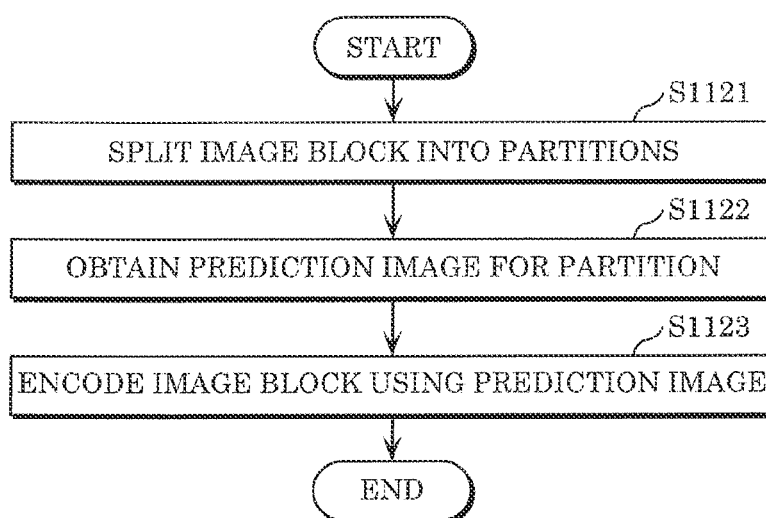 START
S1121
SPLIT IMAGE BLOCK INTO PARTITIONS
S1122
OBTAIN PREDICTION IMAGE FOR PARTITION
S1123
ENCODE IMAGE BLOCK USING PREDICTION IMAGE
END